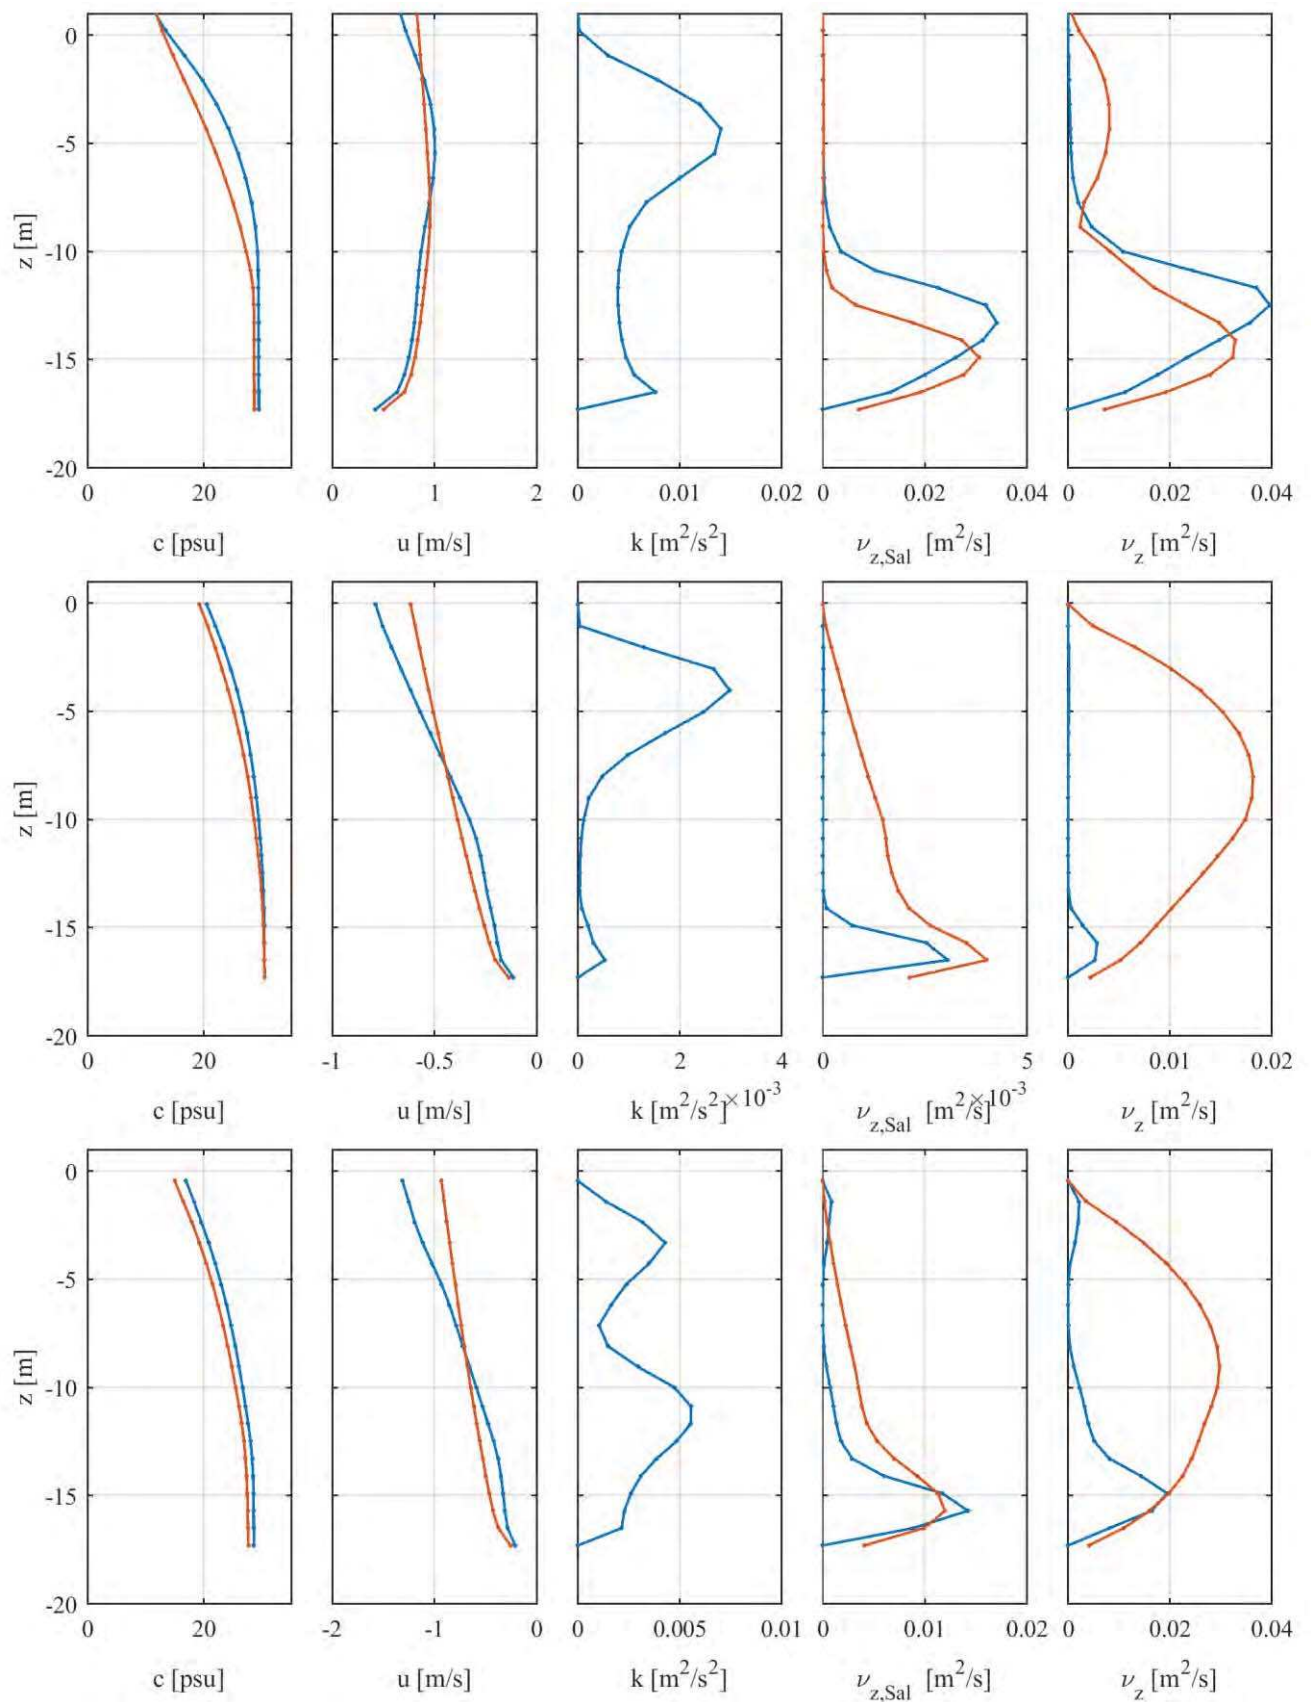 0
-5
-10
-15
-20
z [m]
0 20
0 1 2
0 0.01 0.02
0 0.02 0.04
0 0.02 0.04
c [psu]
u [m/s]
k [m²/s²]
ν_z,Sal [m²/s]
ν_z [m²/s]
0
-5
-10
-15
-20
z [m]
0 20
-1 -0.5 0
0 2 4
0 5
0 0.01 0.02
c [psu]
u [m/s]
k [m²/s²] ×10⁻³
ν_z,Sal [m²/s] ×10⁻³
ν_z [m²/s]
0
-5
-10
-15
-20
z [m]
0 20
-2 -1 0
0 0.005 0.01
0 0.01 0.02
0 0.02 0.04
c [psu]
u [m/s]
k [m²/s²]
ν_z,Sal [m²/s]
ν_z [m²/s]